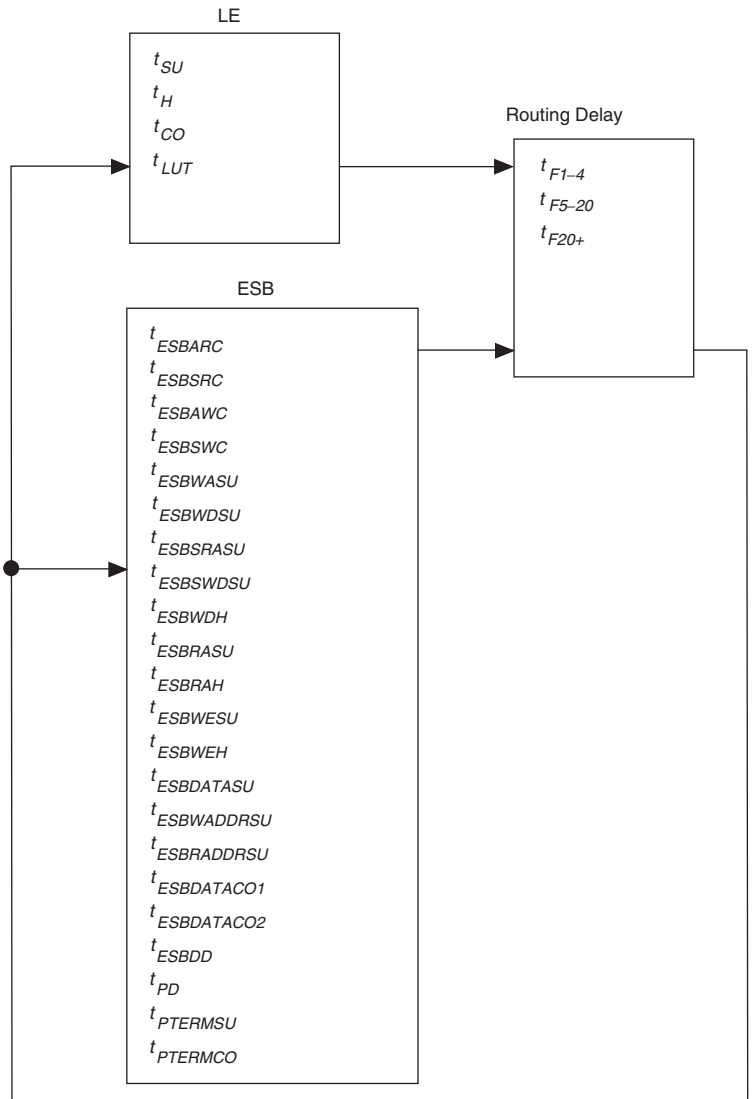 LE
tSU
tH
tCO
tLUT
Routing Delay
tF1–4
tF5–20
tF20+
ESB
tESBARC
tESBSRC
tESBAWC
tESBSWC
tESBWASU
tESBWDSU
tESBSRASU
tESBSWDSU
tESBWDH
tESBRASU
tESBRAH
tESBWESU
tESBWEH
tESBDATASU
tESBWADDRSU
tESBRADDRSU
tESBDATACO1
tESBDATACO2
tESBDD
tPD
tPTERMSU
tPTERMCO